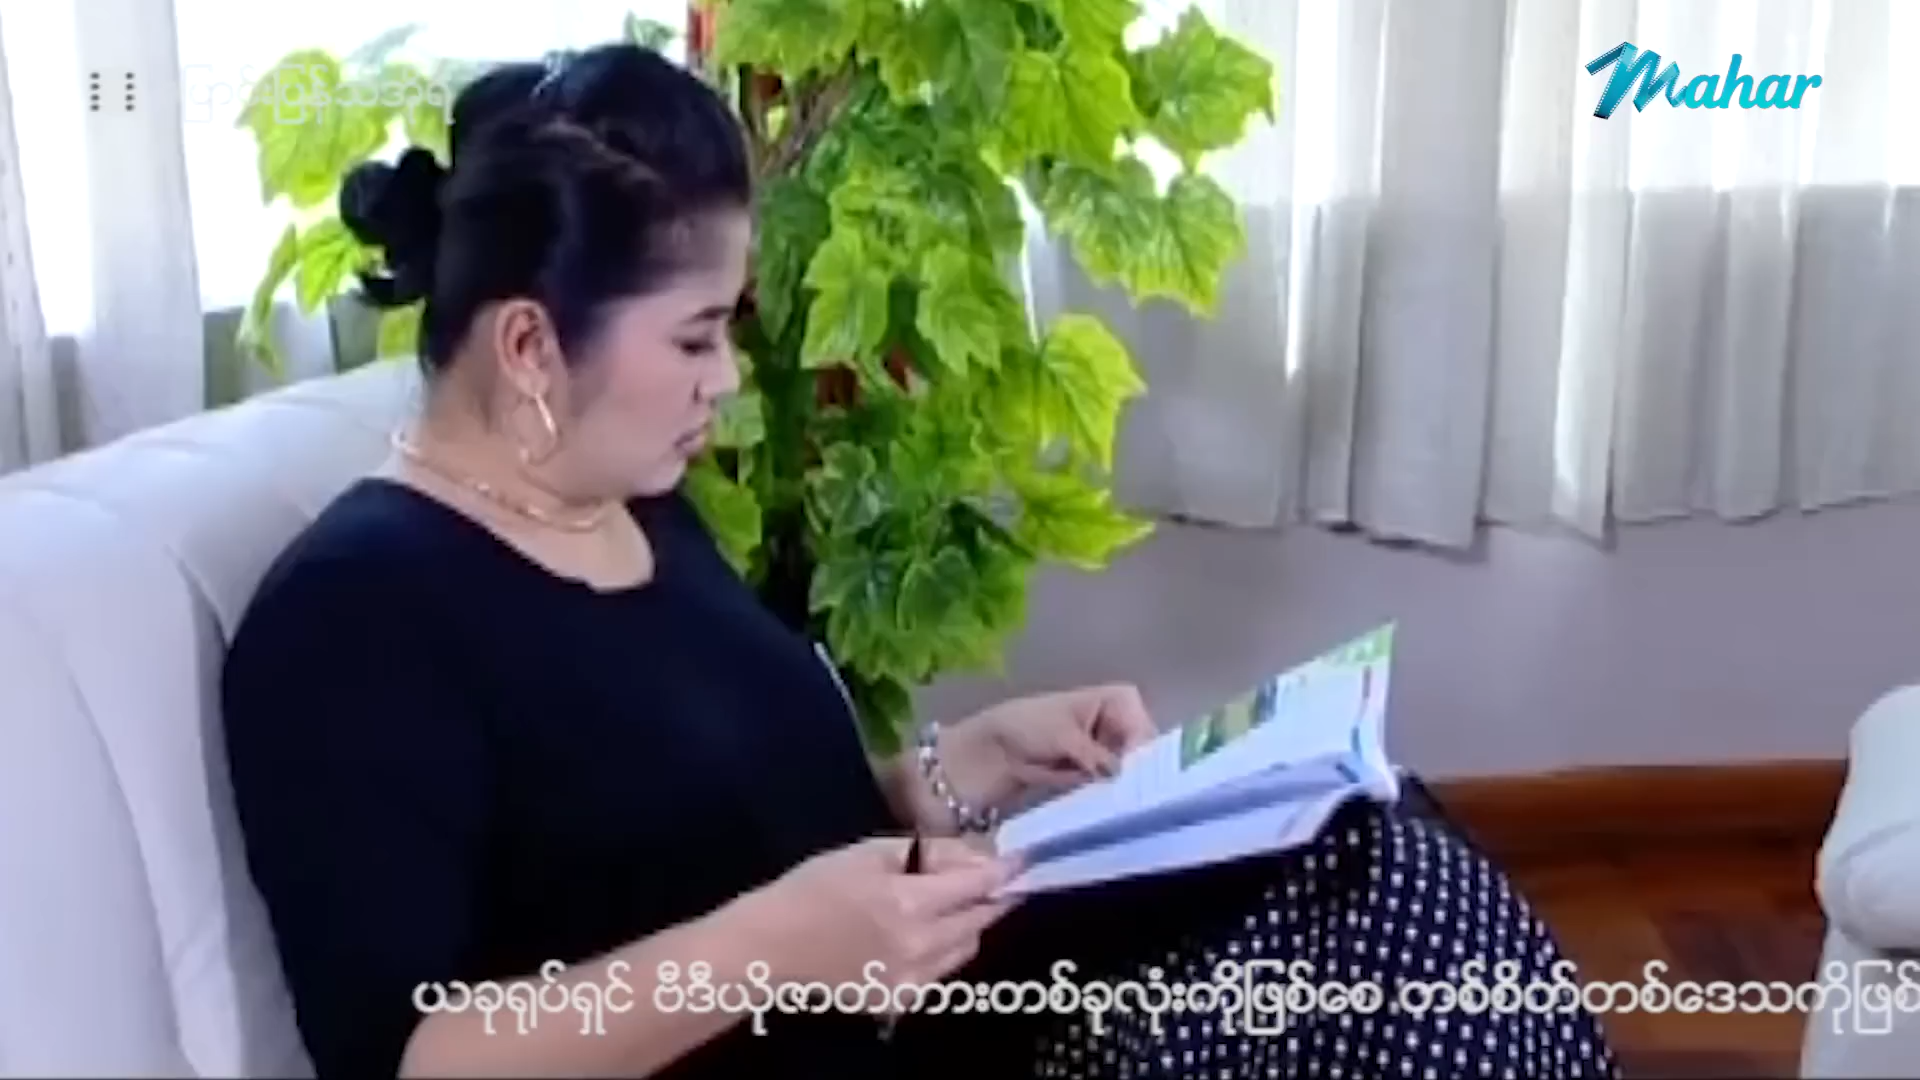 Mahar
ယခုရုပ်ရှင် ဗီဒီယိုဇာတ်ကားတစ်ခုလုံးကိုဖြစ်စေ တစ်စိတ်တစ်ဒေသကိုဖြစ်